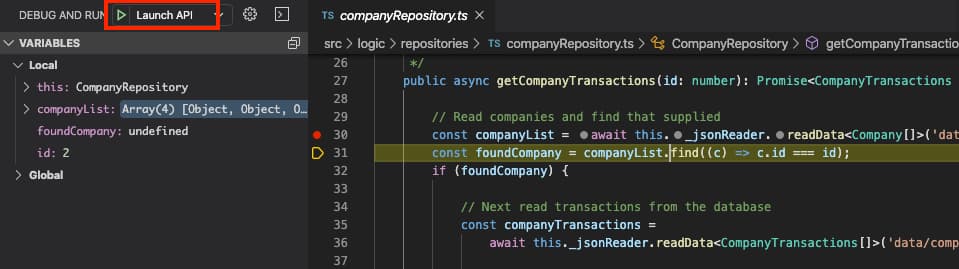 DEBUG AND RUN Launch API
VARIABLES
Local
this: CompanyRepository
companyList: Array(4) [Object, Object, O...
foundCompany: undefined
id: 2
Global
TS companyRepository.ts ×
src > logic > repositories > TS companyRepository.ts > CompanyRepository > getCompanyTransactio
26 */
27 public async getCompanyTransactions(id: number): Promise<CompanyTransactions
28
29 // Read companies and find that supplied
30 const companyList = await this._jsonReader.readData<Company[]>('dat
31 const foundCompany = companyList.find((c) => c.id === id);
32 if (foundCompany) {
33
34 // Next read transactions from the database
35 const companyTransactions =
36 await this._jsonReader.readData<CompanyTransactions[]>('data/comp
37